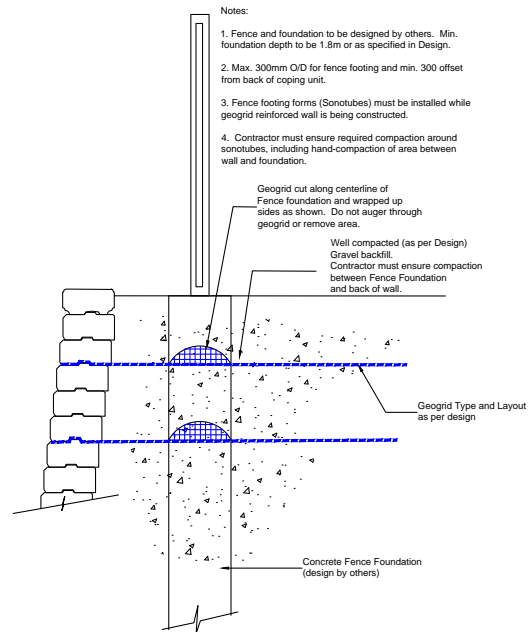 Notes:
1. Fence and foundation to be designed by others. Min.
foundation depth to be 1.8m or as specified in Design.
2. Max. 300mm O/D for fence footing and min. 300 offset
from back of coping unit.
3. Fence footing forms (Sonotubes) must be installed while
geogrid reinforced wall is being constructed.
4. Contractor must ensure required compaction around
sonotubes, including hand-compaction of area between
wall and foundation.
Geogrid cut along centerline of
Fence foundation and wrapped up
sides as shown. Do not auger through
geogrid or remove area.
Well compacted (as per Design)
Gravel backfill.
Contractor must ensure compaction
between Fence Foundation
and back of wall.
Geogrid Type and Layout
as per design
Concrete Fence Foundation
(design by others)